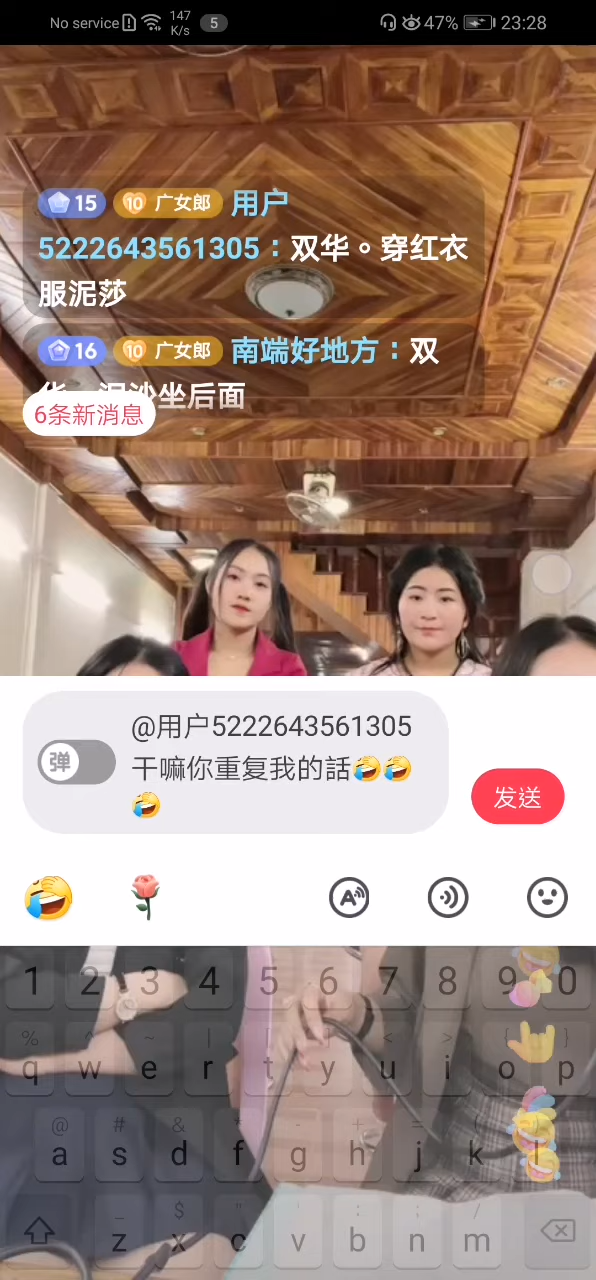 No service
147
K/s
5
47%
23:28
15 10 广女郎 用户
5222643561305：双华。穿红衣
服泥莎
16 10 广女郎 南端好地方：双
坐后面
6条新消息
弹
@用户5222643561305
干嘛你重复我的話🤣🤣
🤣
发送
A
1 2 3 4 5 6 7 8 9 0
q w e r t y u i o p
@ # &
a s d f g h j k l
z x c v b n m